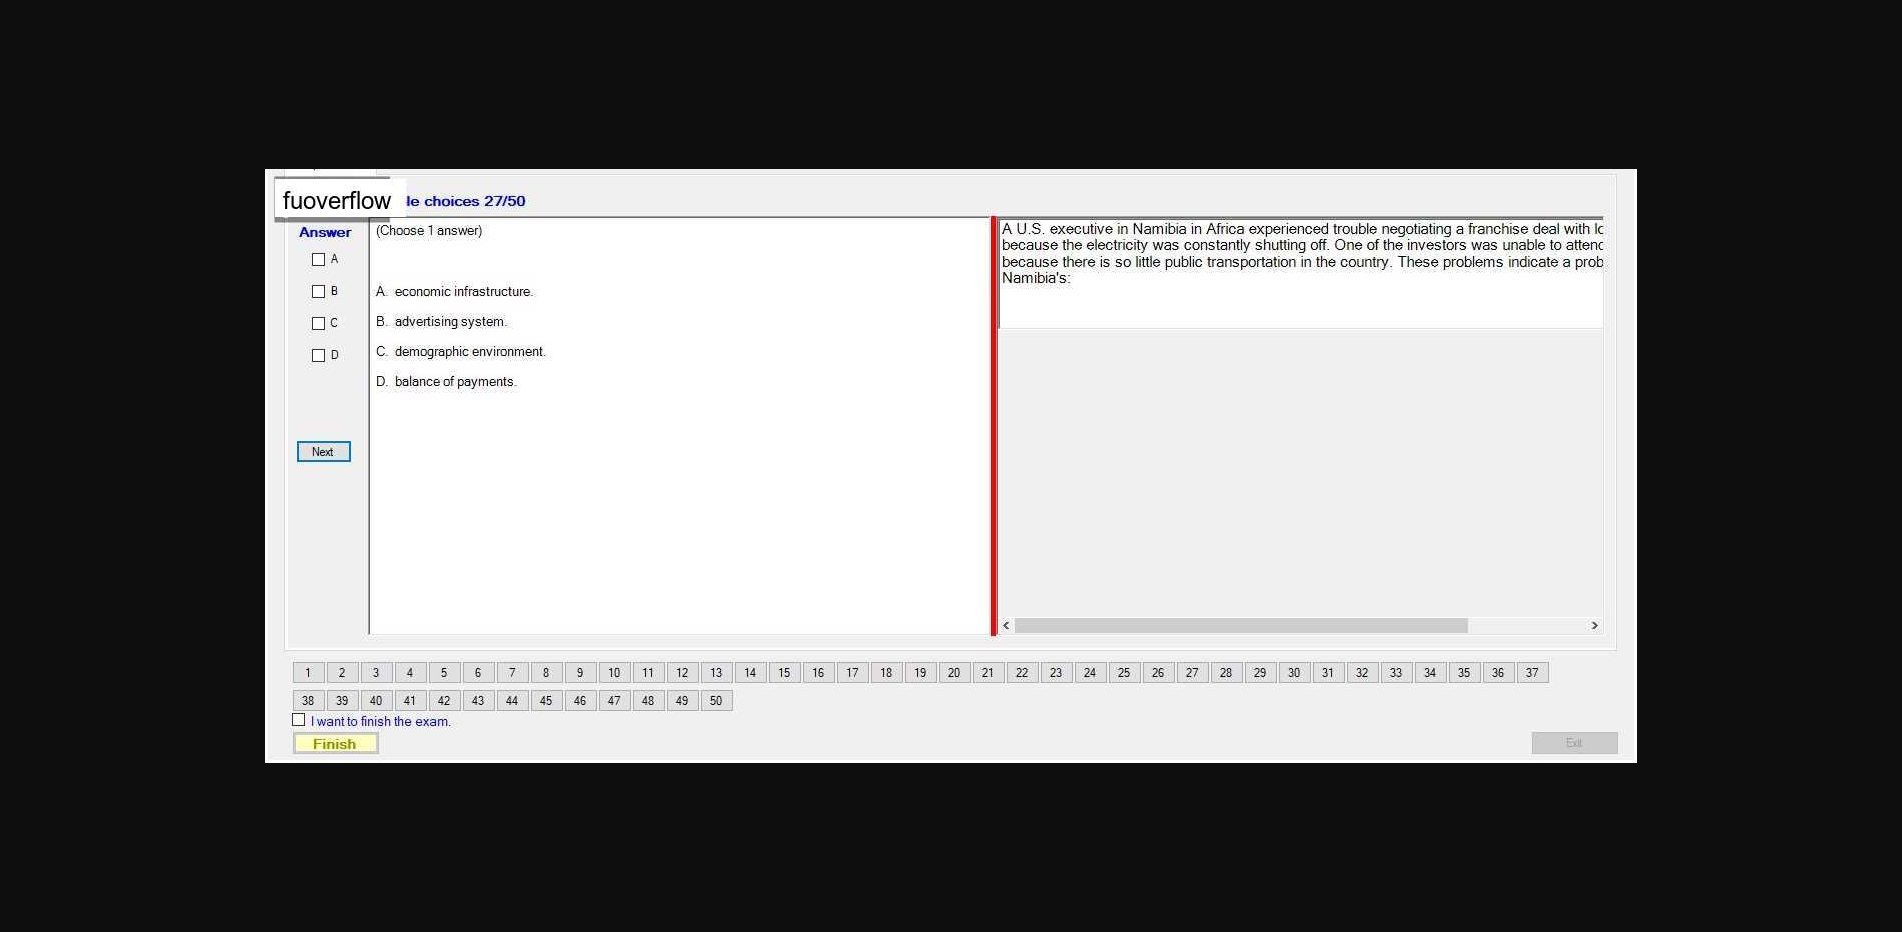 fuoverflow
le choices 27/50
Answer
(Choose 1 answer)
A
B
C
D
A. economic infrastructure.
B. advertising system.
C. demographic environment.
D. balance of payments.
Next
A U.S. executive in Namibia in Africa experienced trouble negotiating a franchise deal with lo
because the electricity was constantly shutting off. One of the investors was unable to attend
because there is so little public transportation in the country. These problems indicate a prob
Namibia's:
1 2 3 4 5 6 7 8 9 10 11 12 13 14 15 16 17 18 19 20 21 22 23 24 25 26 27 28 29 30 31 32 33 34 35 36 37
38 39 40 41 42 43 44 45 46 47 48 49 50
I want to finish the exam.
Finish
Exit